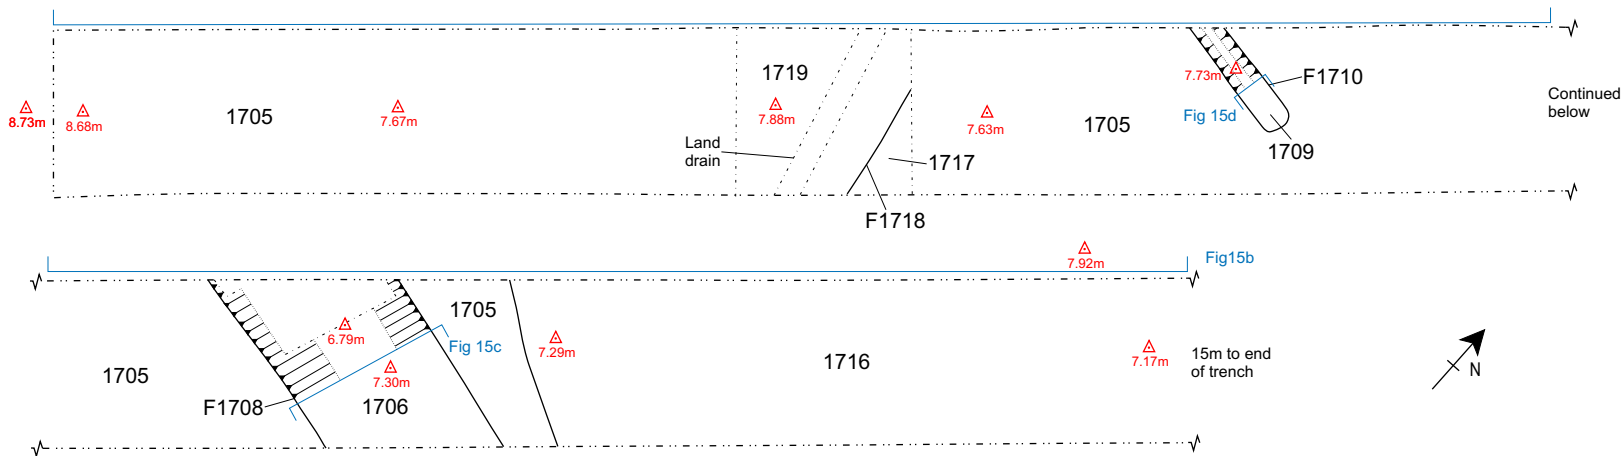 1719
F1710
7.73m
8.73m
8.68m
1705
7.67m
7.88m
7.63m
1705
Continued
below
Fig 15d
Land
drain
1717
1709
F1718
7.92m
Fig15b
1705
6.79m
Fig 15c
7.29m
1705
7.30m
1716
7.17m
15m to end
of trench
N
F1708
1706